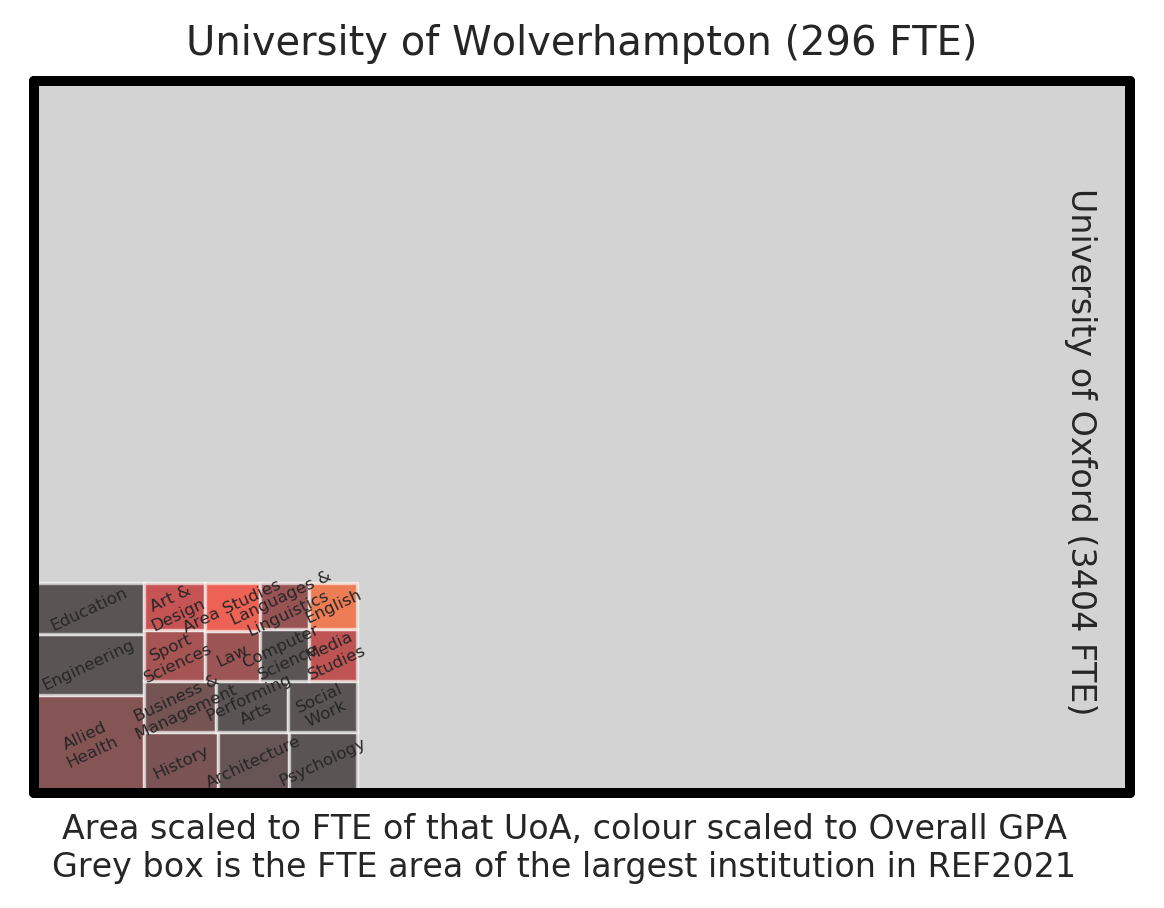 University of Wolverhampton (296 FTE)
University of Oxford (3404 FTE)
Education
Art &
Design
Area Studies
Languages &
Linguistics
English
Engineering
Sport
Sciences
Law
Computer
Science
Media
Studies
Allied
Health
Business &
Management
Performing
Arts
Social
Work
History
Architecture
Psychology
Area scaled to FTE of that UoA, colour scaled to Overall GPA
Grey box is the FTE area of the largest institution in REF2021